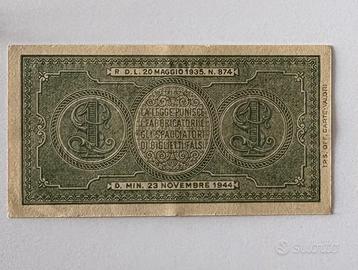 R. D. L. 20 MAGGIO 1935. N. 874
LA LEGGE PUNISCE
I FABBRICATORI E
GLI SPACCIATORI
DI BIGLIETTI FALSI
D. MIN. 23 NOVEMBRE 1944
I.P.S. OFF. CARTE-VALORI
SUBITO